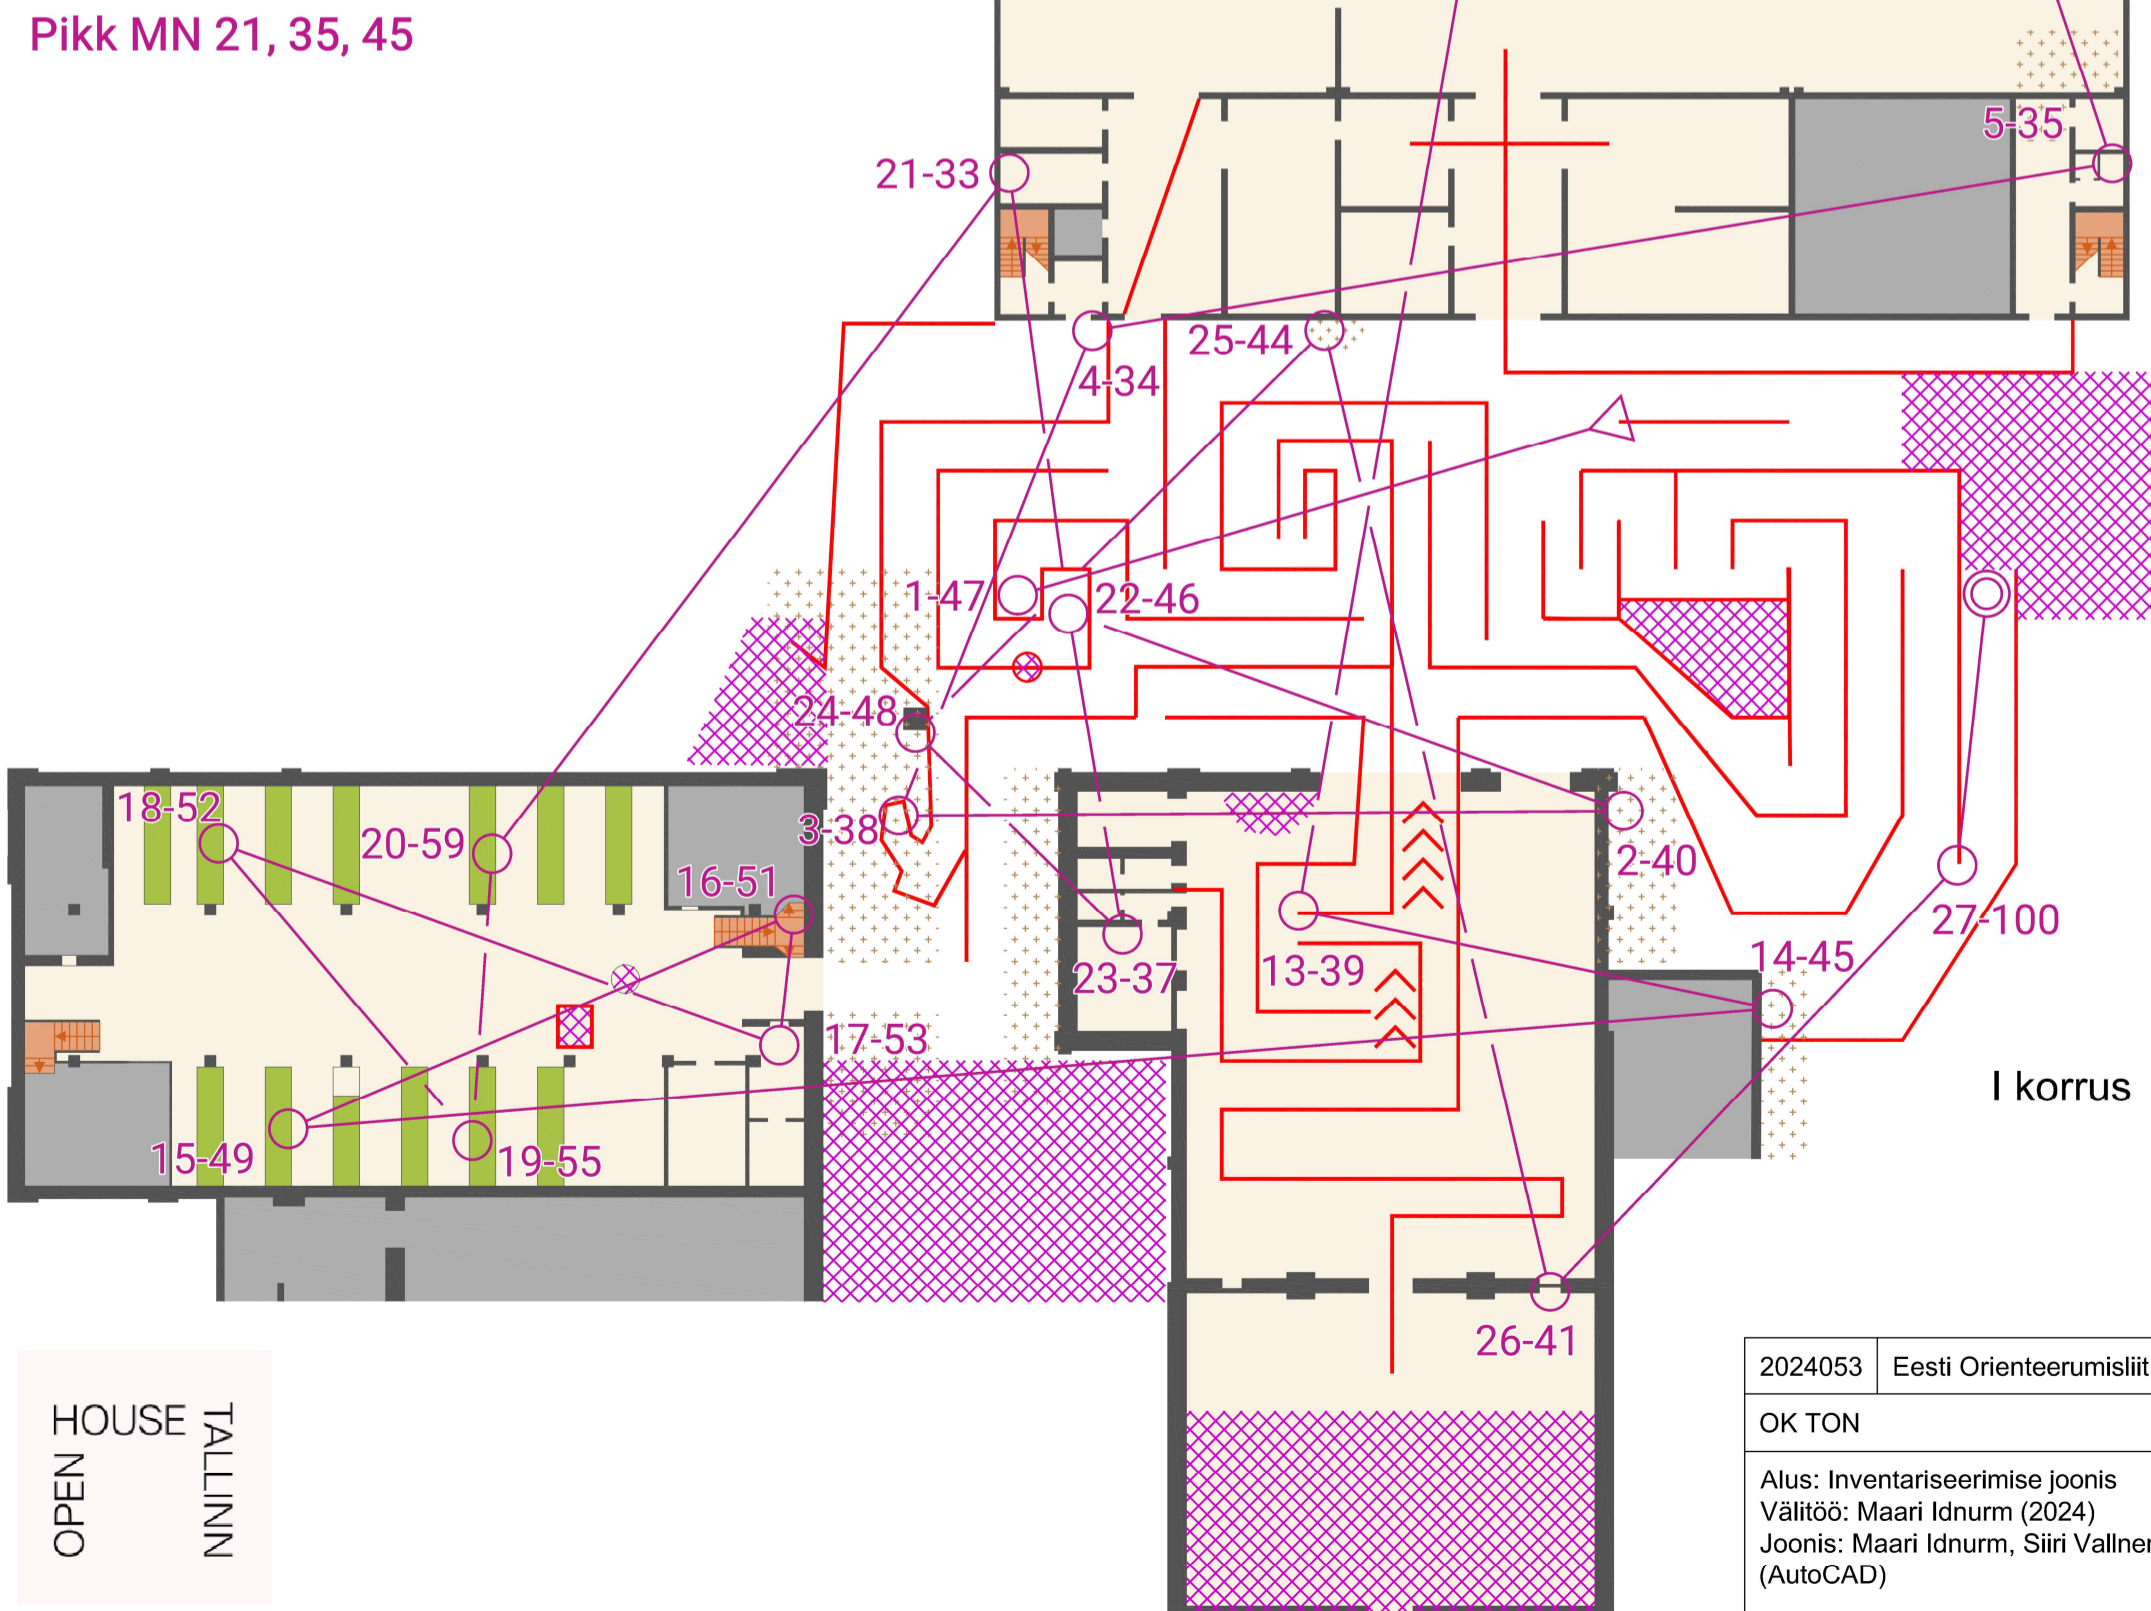 Pikk MN 21, 35, 45
5-35
21-33
25-44
4-34
1-47
22-46
24-48
18-52
3-38
20-59
2-40
16-51
27-100
14-45
13-39
23-37
17-53
I korrus
15-49
19-55
26-41
2024053 Eesti Orienteerumisliit
OK TON
Alus: Inventariseerimise joonis
Välitöö: Maari Idnurm (2024)
Joonis: Maari Idnurm, Siiri Vallner
(AutoCAD)
OPEN
HOUSE
TALLINN